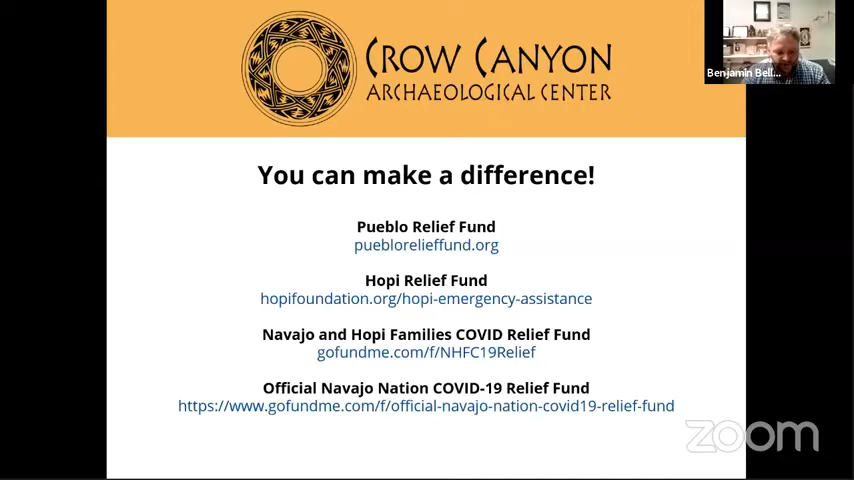 CROW CANYON
ARCHAEOLOGICAL CENTER
Benjamin Bell...
You can make a difference!
Pueblo Relief Fund
pueblorelieffund.org
Hopi Relief Fund
hopifoundation.org/hopi-emergency-assistance
Navajo and Hopi Families COVID Relief Fund
gofundme.com/f/NHFC19Relief
Official Navajo Nation COVID-19 Relief Fund
https://www.gofundme.com/f/official-navajo-nation-covid19-relief-fund
zoom